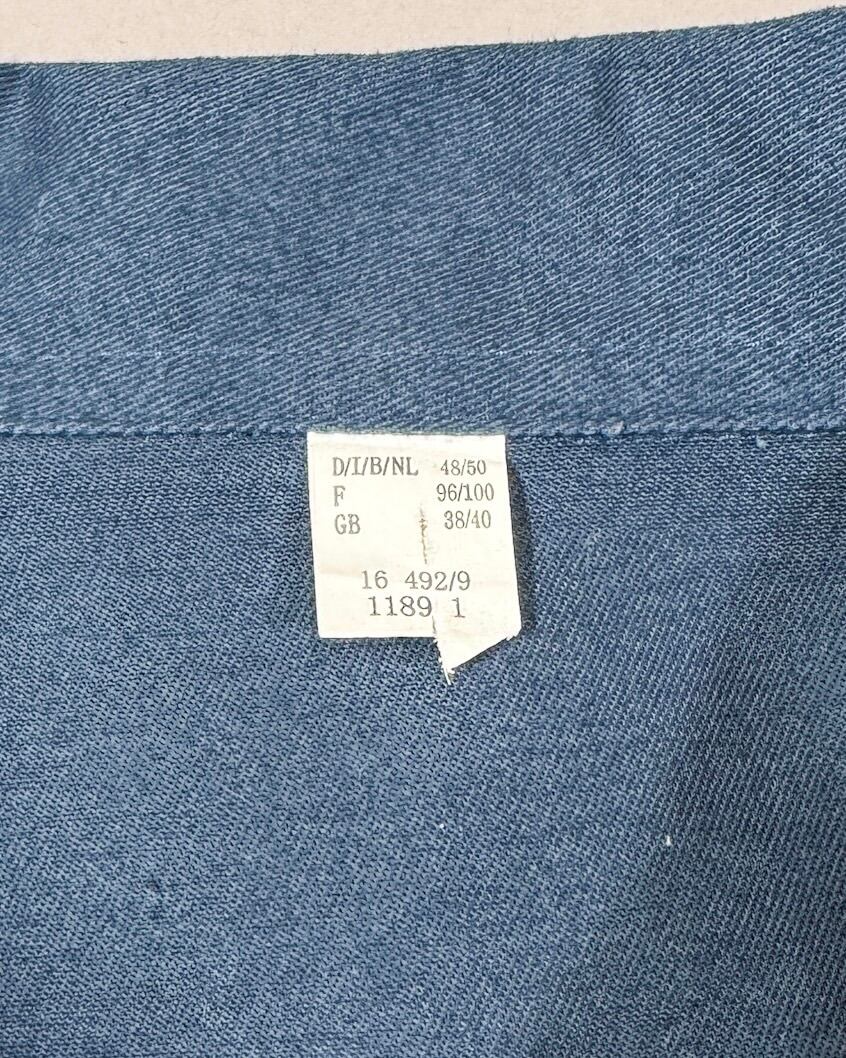 D/I/B/NL 48/50
F 96/100
GB 38/40
16 492/9
1189 1